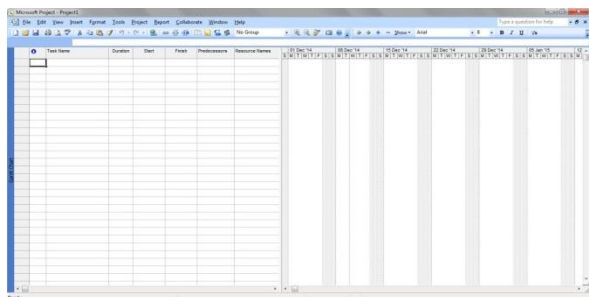 Microsoft Project - Project1
File Edit View Insert Format Tools Project Report Collaborate Window Help
Type a question for help
No Group
Show Arial 8 B I U
Task Name Duration Start Finish Predecessors Resource Names
01 Dec '14 08 Dec '14 15 Dec '14 22 Dec '14 29 Dec '14 05 Jan '15 12
S M T W T F S S M T W T F S S M T W T F S S M T W T F S S M T W T F S S M T W T F S S M
Gantt Chart